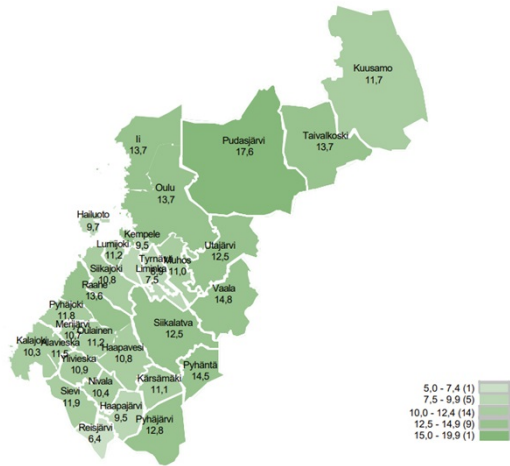 Kuusamo
11,7
Taivalkoski
13,7
Pudasjärvi
17,6
Ii
13,7
Oulu
13,7
Hailuoto
9,7
Kempele
9,5
Lumijoki
11,2
Tyrnävä
Muhos
11,0
Liminka
7,5
Utajärvi
12,5
Siikajoki
10,8
Raahe
13,6
Vaala
14,8
Pyhäjoki
11,8
Merijärvi
10,7
Oulainen
11,2
Siikalatva
12,5
Kalajoki
10,3
Alavieska
11,5
Haapavesi
10,8
Ylivieska
10,9
Pyhäntä
14,5
Sievi
11,9
Nivala
10,4
Kärsämäki
11,1
Haapajärvi
9,5
Pyhäjärvi
12,8
Reisjärvi
6,4
5,0 - 7,4 (1)
7,5 - 9,9 (5)
10,0 - 12,4 (14)
12,5 - 14,9 (9)
15,0 - 19,9 (1)